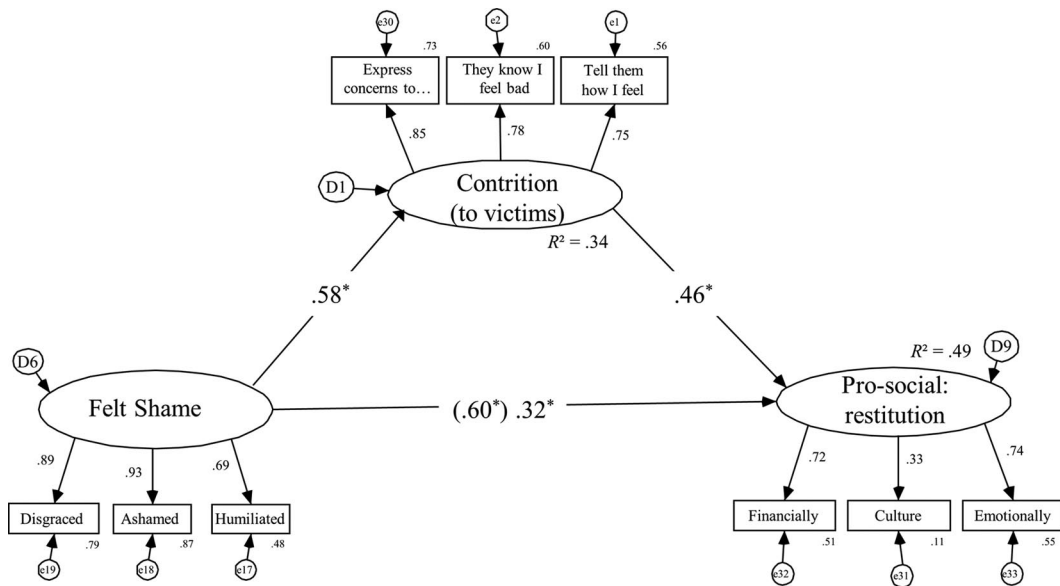 e30
e2
e1
.73
.60
.56
Express
concerns to…
They know I
feel bad
Tell them
how I feel
.85
.78
.75
D1
Contrition
(to victims)
R² = .34
.58*
.46*
D6
R² = .49
D9
Felt Shame
(.60*) .32*
Pro-social:
restitution
.89
.93
.69
.72
.33
.74
Disgraced
Ashamed
Humiliated
Financially
Culture
Emotionally
.79
.87
.48
.51
.11
.55
e19
e18
e17
e32
e31
e33